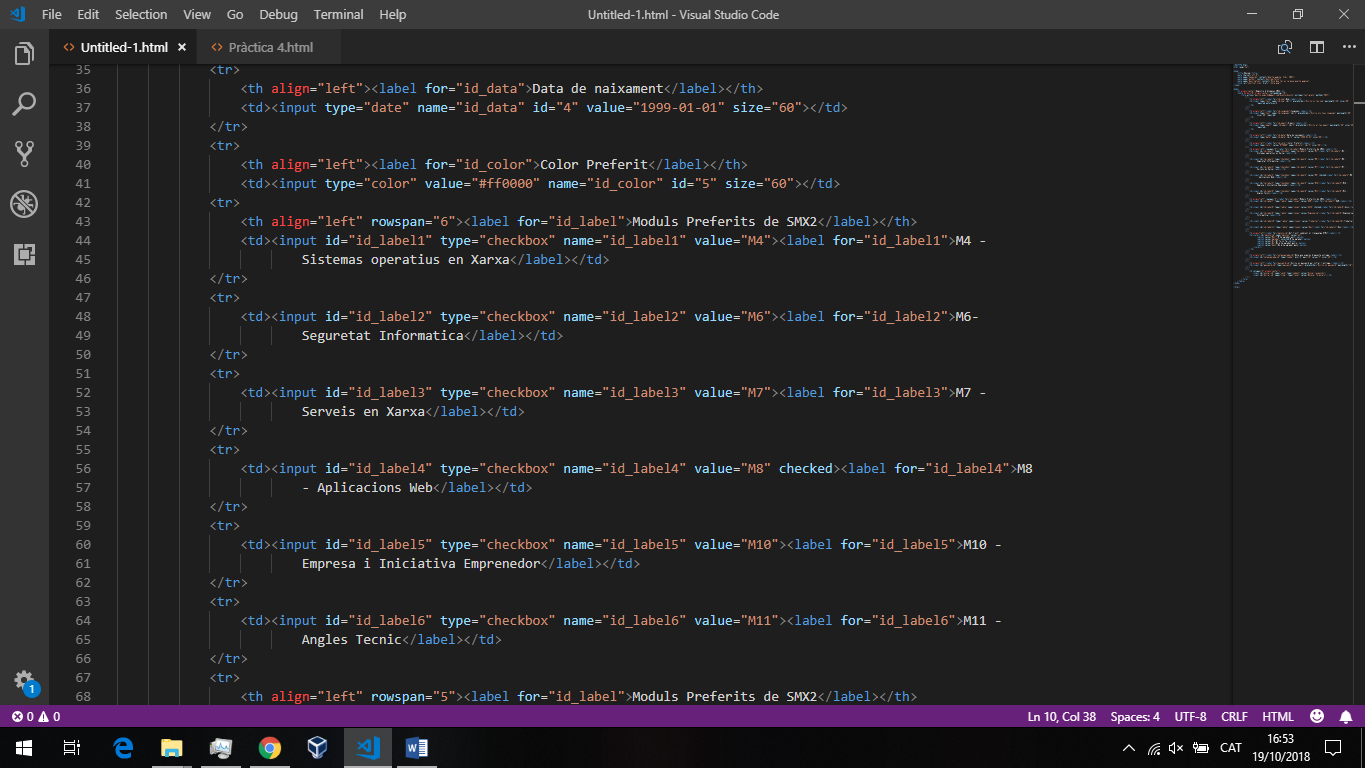 File Edit Selection View Go Debug Terminal Help
Untitled-1.html - Visual Studio Code
Untitled-1.html
Pràctica 4.html
35 <tr>
36 <th align="left"><label for="id_data">Data de naixament</label></th>
37 <td><input type="date" name="id_data" id="4" value="1999-01-01" size="60"></td>
38 </tr>
39 <tr>
40 <th align="left"><label for="id_color">Color Preferit</label></th>
41 <td><input type="color" value="#ff0000" name="id_color" id="5" size="60"></td>
42 <tr>
43 <th align="left" rowspan="6"><label for="id_label">Moduls Preferits de SMX2</label></th>
44 <td><input id="id_label1" type="checkbox" name="id_label1" value="M4"><label for="id_label1">M4 -
45 Sistemas operatius en Xarxa</label></td>
46 </tr>
47 <tr>
48 <td><input id="id_label2" type="checkbox" name="id_label2" value="M6"><label for="id_label2">M6-
49 Seguretat Informatica</label></td>
50 </tr>
51 <tr>
52 <td><input id="id_label3" type="checkbox" name="id_label3" value="M7"><label for="id_label3">M7 -
53 Serveis en Xarxa</label></td>
54 </tr>
55 <tr>
56 <td><input id="id_label4" type="checkbox" name="id_label4" value="M8" checked><label for="id_label4">M8
57 - Aplicacions Web</label></td>
58 </tr>
59 <tr>
60 <td><input id="id_label5" type="checkbox" name="id_label5" value="M10"><label for="id_label5">M10 -
61 Empresa i Iniciativa Emprenedor</label></td>
62 </tr>
63 <tr>
64 <td><input id="id_label6" type="checkbox" name="id_label6" value="M11"><label for="id_label6">M11 -
65 Angles Tecnic</label></td>
66 </tr>
67 <tr>
68 <th align="left" rowspan="5"><label for="id_label">Moduls Preferits de SMX2</label></th>
1
0 0
Ln 10, Col 38 Spaces: 4 UTF-8 CRLF HTML
CAT
16:53
19/10/2018